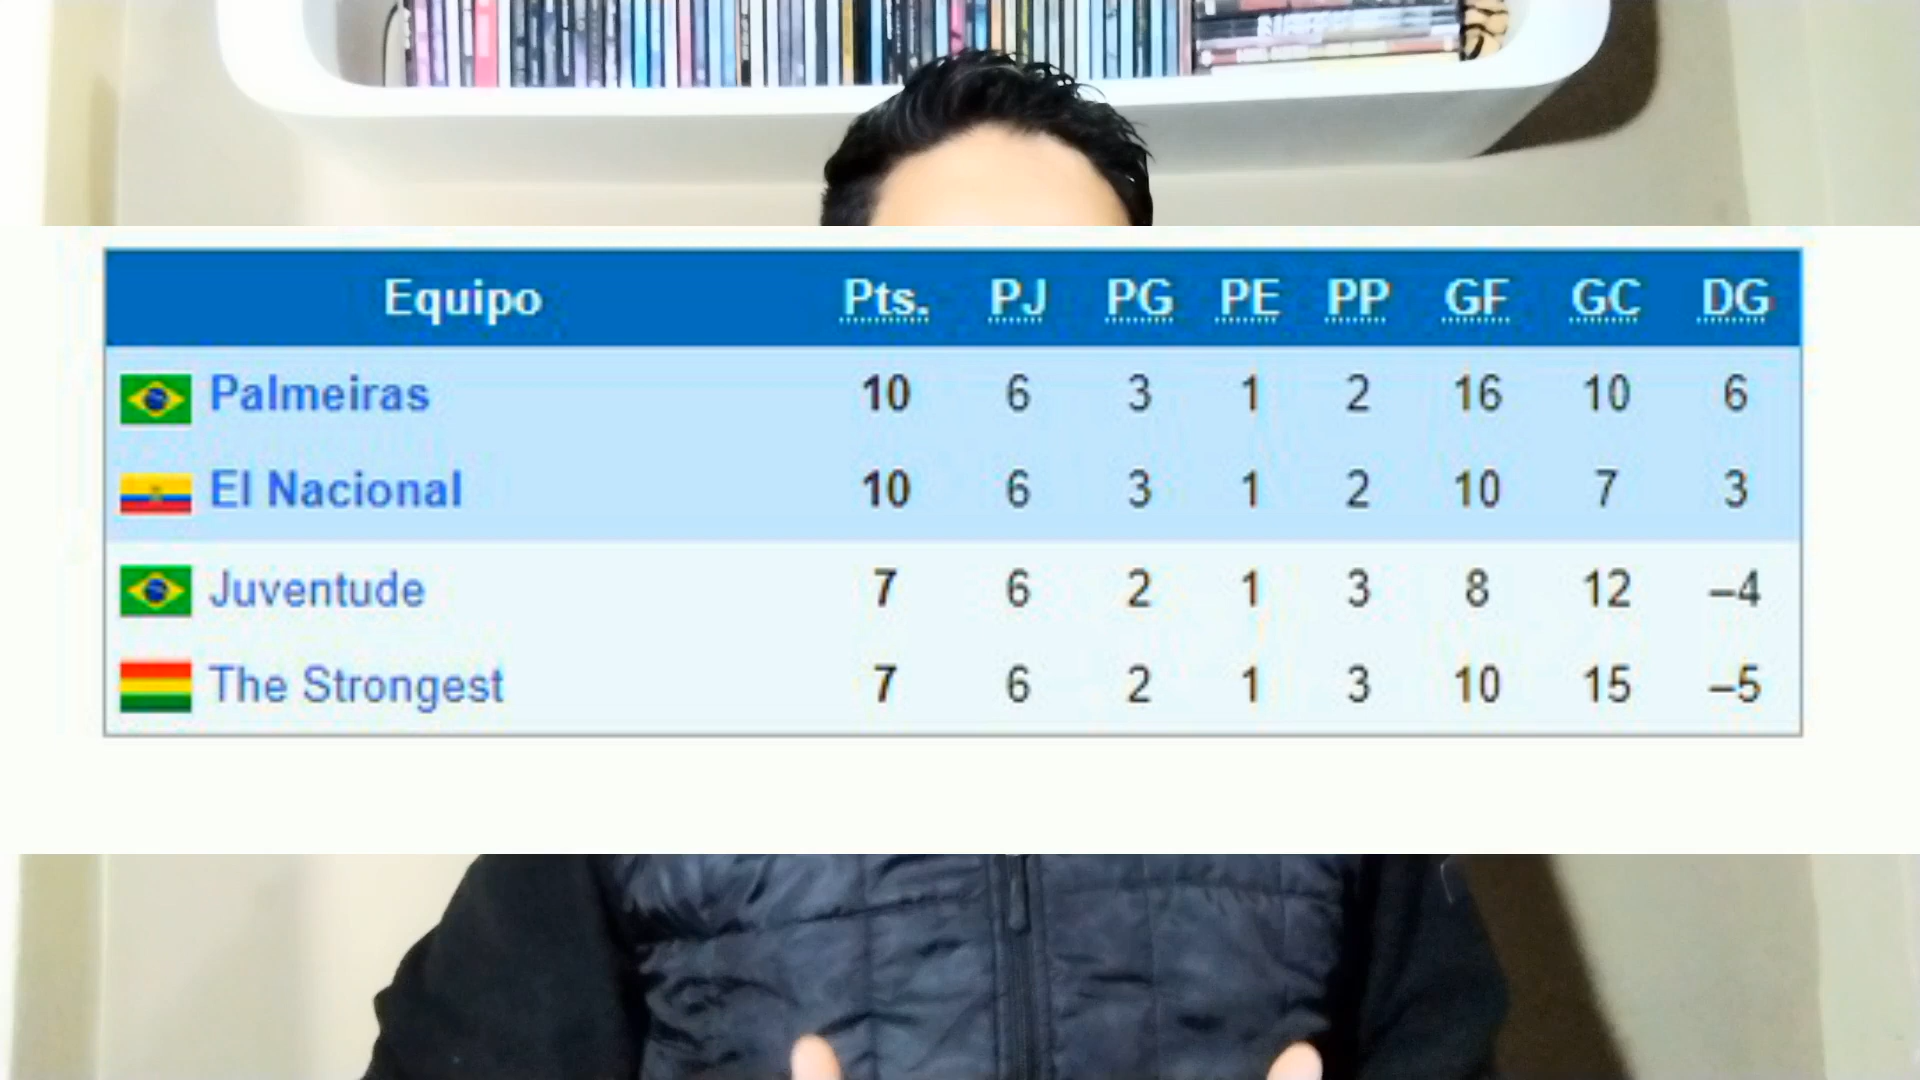 Equipo Pts. PJ PG PE PP GF GC DG
Palmeiras 10 6 3 1 2 16 10 6
El Nacional 10 6 3 1 2 10 7 3
Juventude 7 6 2 1 3 8 12 –4
The Strongest 7 6 2 1 3 10 15 –5